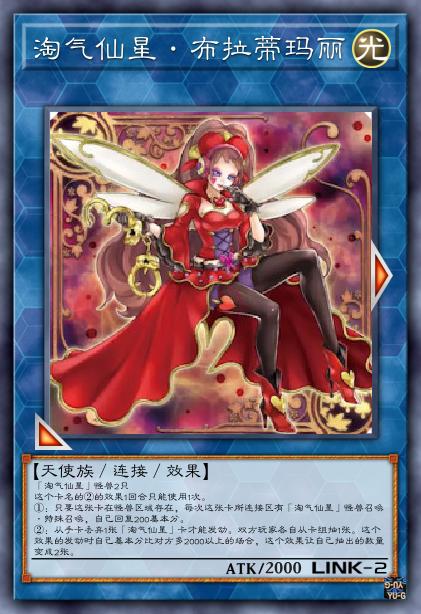 淘气仙星·布拉蒂玛丽
光
【天使族/连接/效果】
「淘气仙星」怪兽2只
这个卡名的②的效果1回合只能使用1次。
①：只要这张卡在怪兽区域存在，每次这张卡所连接区有「淘气仙星」怪兽召唤
·特殊召唤，自己回复200基本分。
②：从手卡丢弃1张「淘气仙星」卡才能发动。双方玩家各自从卡组抽1张。这个
效果的发动时自己基本分比对方多2000以上的场合，这个效果让自己抽出的数量
变成2张。
ATK/2000 LINK-2